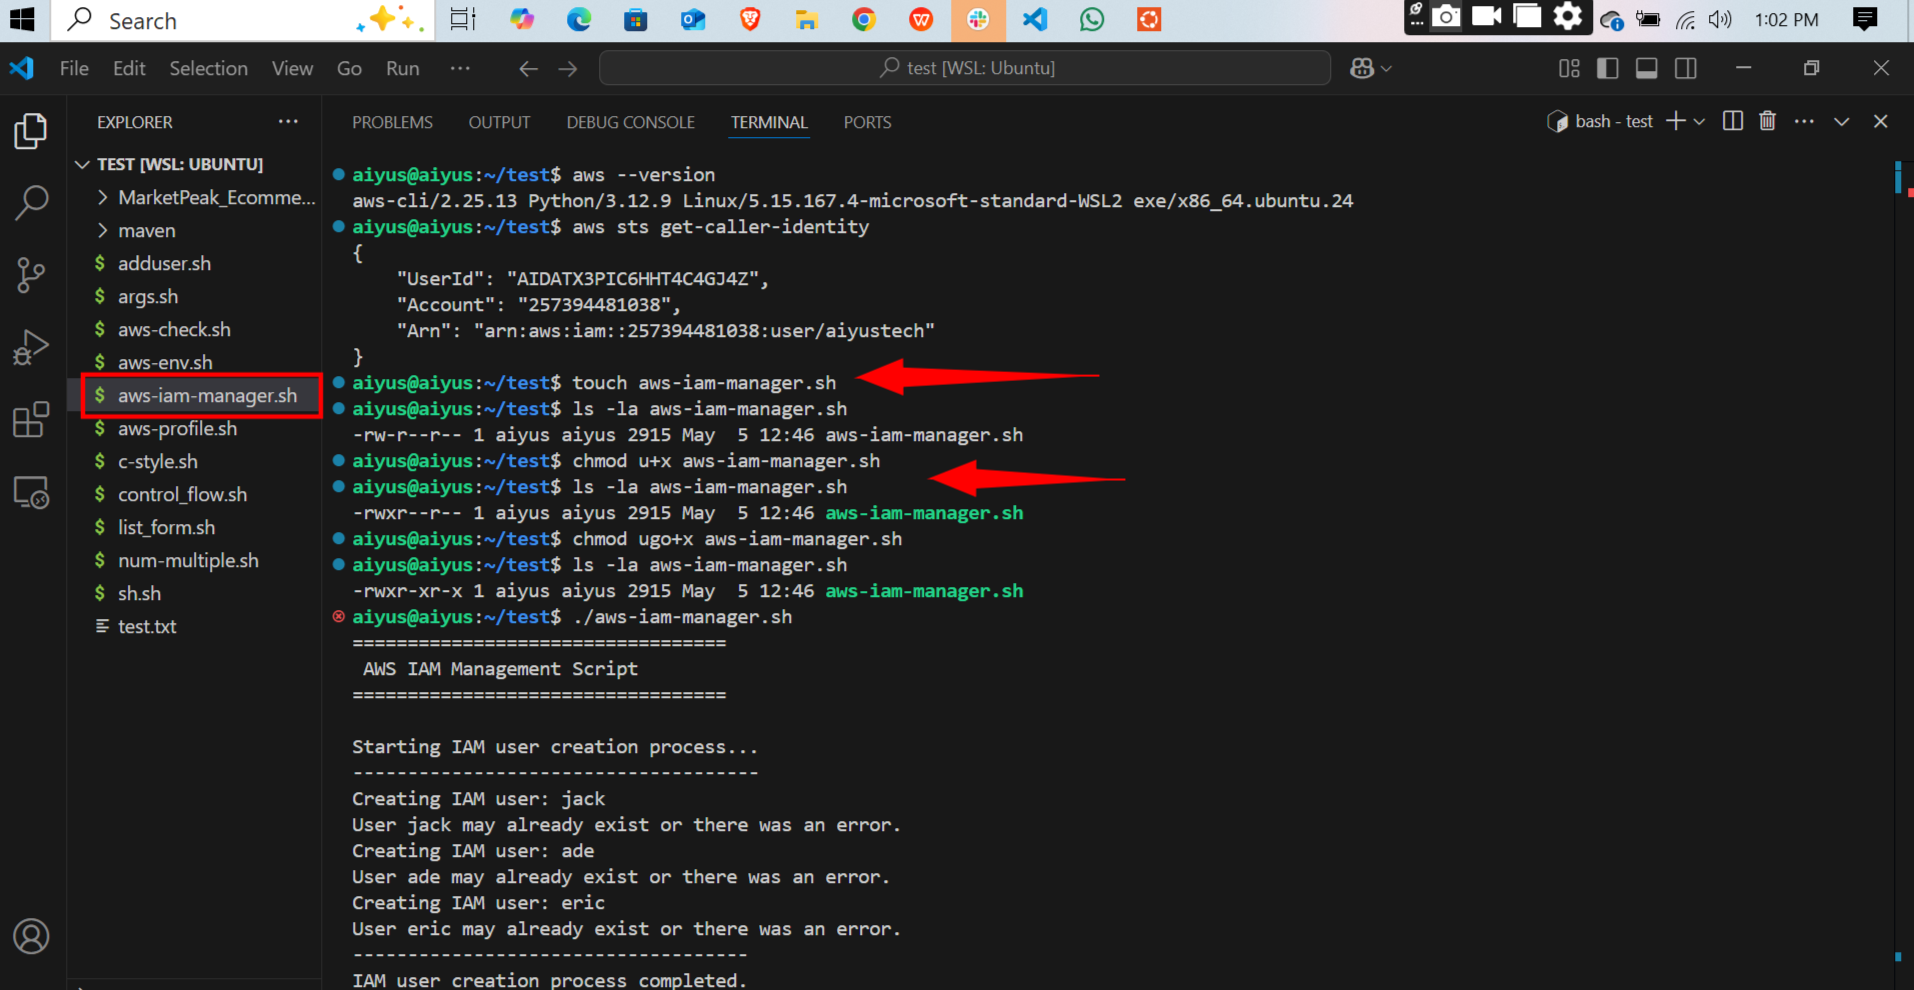 Search
1:02 PM
File Edit Selection View Go Run ···
test [WSL: Ubuntu]
EXPLORER ···
TEST [WSL: UBUNTU]
MarketPeak_Ecomme...
maven
$ adduser.sh
$ args.sh
$ aws-check.sh
$ aws-env.sh
$ aws-iam-manager.sh
$ aws-profile.sh
$ c-style.sh
$ control_flow.sh
$ list_form.sh
$ num-multiple.sh
$ sh.sh
test.txt
PROBLEMS OUTPUT DEBUG CONSOLE TERMINAL PORTS
bash - test
aiyus@aiyus:~/test$ aws --version
aws-cli/2.25.13 Python/3.12.9 Linux/5.15.167.4-microsoft-standard-WSL2 exe/x86_64.ubuntu.24
aiyus@aiyus:~/test$ aws sts get-caller-identity
{
    "UserId": "AIDATX3PIC6HHT4C4GJ4Z",
    "Account": "257394481038",
    "Arn": "arn:aws:iam::257394481038:user/aiyustech"
}
aiyus@aiyus:~/test$ touch aws-iam-manager.sh
aiyus@aiyus:~/test$ ls -la aws-iam-manager.sh
-rw-r--r-- 1 aiyus aiyus 2915 May  5 12:46 aws-iam-manager.sh
aiyus@aiyus:~/test$ chmod u+x aws-iam-manager.sh
aiyus@aiyus:~/test$ ls -la aws-iam-manager.sh
-rwxr--r-- 1 aiyus aiyus 2915 May  5 12:46 aws-iam-manager.sh
aiyus@aiyus:~/test$ chmod ugo+x aws-iam-manager.sh
aiyus@aiyus:~/test$ ls -la aws-iam-manager.sh
-rwxr-xr-x 1 aiyus aiyus 2915 May  5 12:46 aws-iam-manager.sh
aiyus@aiyus:~/test$ ./aws-iam-manager.sh
==================================
 AWS IAM Management Script
==================================
Starting IAM user creation process...
-------------------------------------
Creating IAM user: jack
User jack may already exist or there was an error.
Creating IAM user: ade
User ade may already exist or there was an error.
Creating IAM user: eric
User eric may already exist or there was an error.
------------------------------------
IAM user creation process completed.